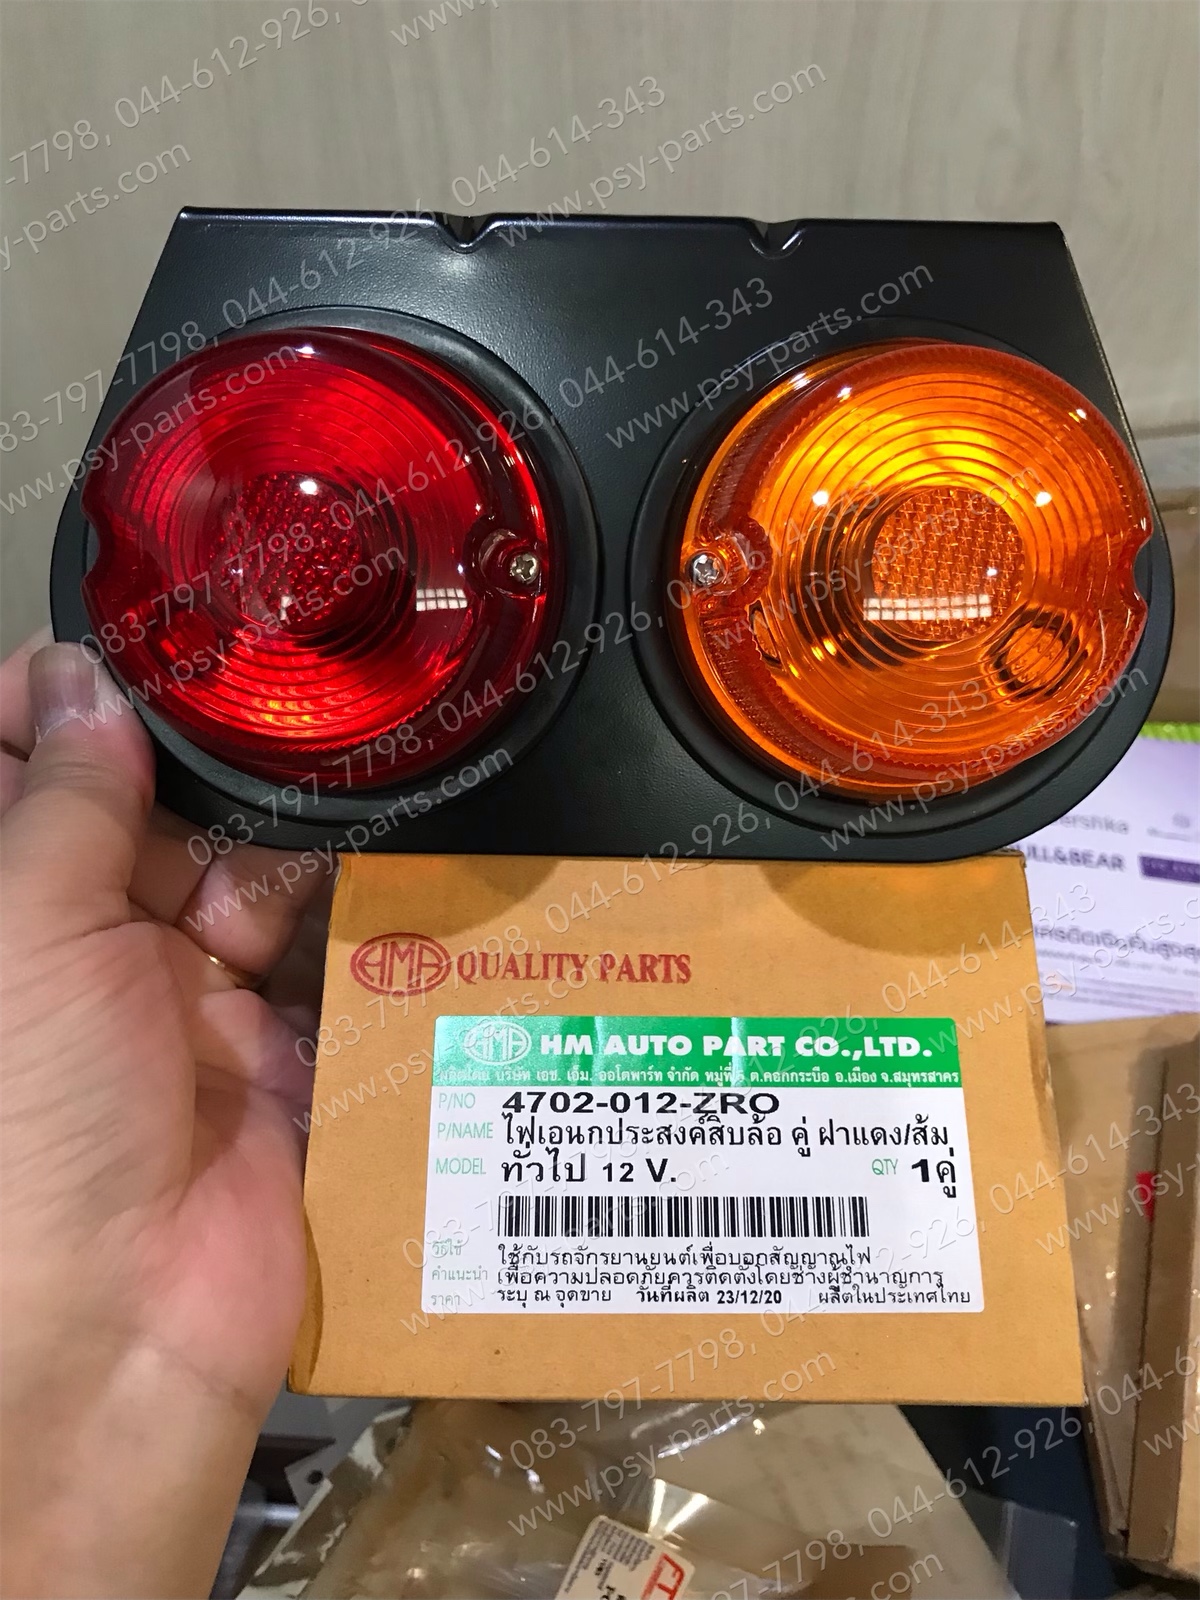 083-797-7798, 044-612-926, 044-614-343
www.psy-parts.com
HMA QUALITY PARTS
HMA HM AUTO PART CO.,LTD.
ผลิตโดย บริษัท เอช. เอ็ม. ออโตพาร์ท จำกัด หมู่ที่ ต.คอกกระบือ อ.เมือง จ.สมุทรสาคร
P/NO 4702-012-ZRO
P/NAME ไฟเอนกประสงค์สิบล้อ คู่ ฝาแดง/ส้ม
MODEL ทั่วไป 12 V. QTY 1คู่
วิธีใช้ ใช้กับรถจักรยานยนต์เพื่อบอกสัญญาณไฟ
คำแนะนำ เพื่อความปลอดภัยควรติดตั้งโดยช่างผู้ชำนาญการ
ราคา ระบุ ณ จุดขาย วันที่ผลิต 23/12/20 ผลิตในประเทศไทย
ershka
PULL&BEAR